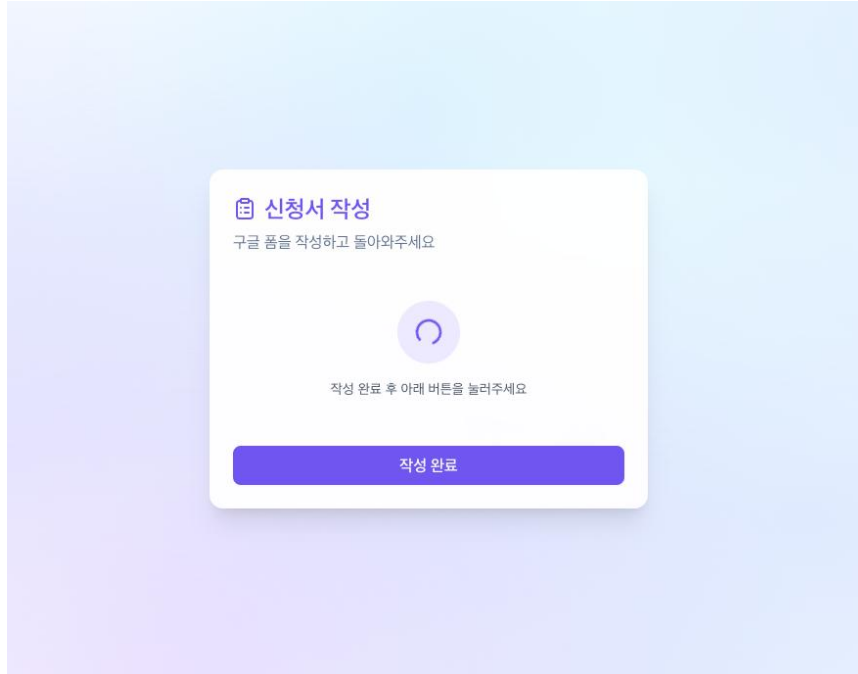 신청서 작성
구글 폼을 작성하고 돌아와주세요
작성 완료 후 아래 버튼을 눌러주세요
작성 완료